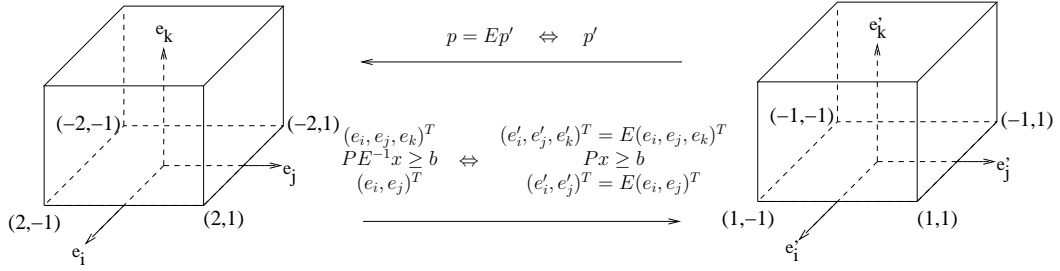 e_k
p = Ep′ ⇔ p′
e′_k
(−2,−1)
(−2,1)
(e_i, e_j, e_k)^T (e′_i, e′_j, e′_k)^T = E(e_i, e_j, e_k)^T
PE^{−1}x ≥ b ⇔ Px ≥ b
(e_i, e_j)^T (e′_i, e′_j)^T = E(e_i, e_j)^T
(−1,−1)
(−1,1)
e_j
e′_j
(2,−1)
(2,1)
(1,−1)
(1,1)
e_i
e′_i